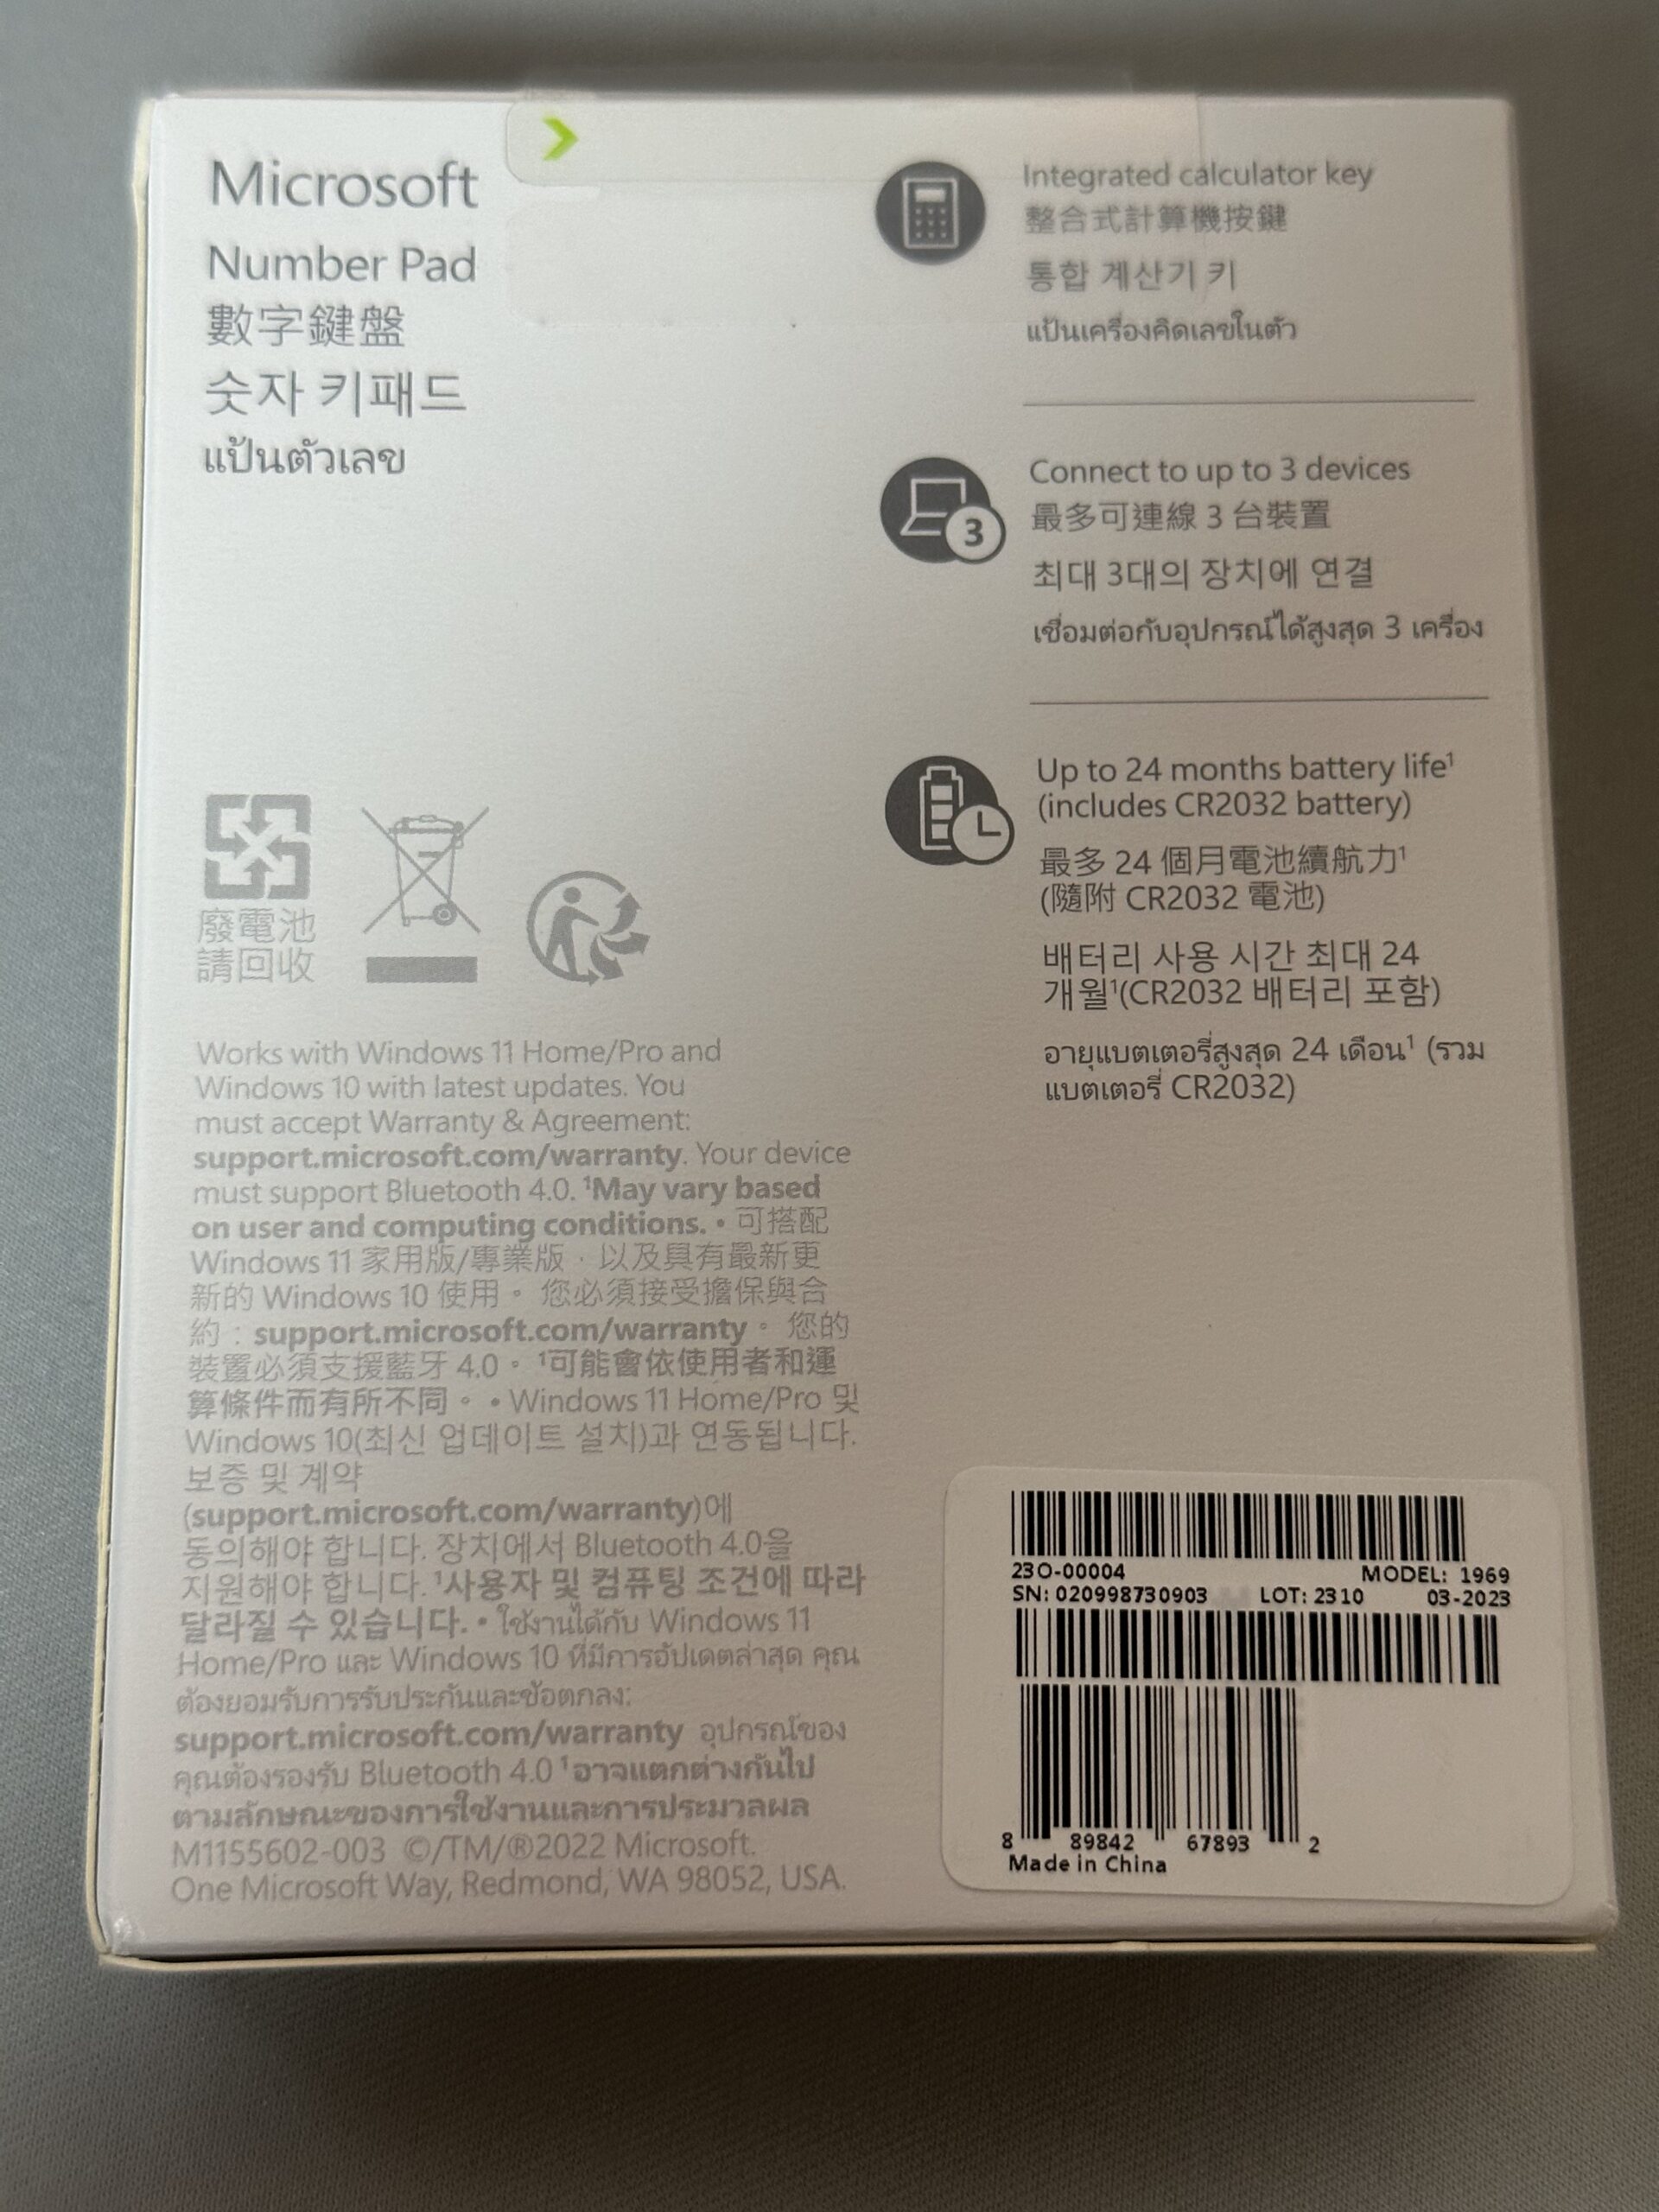 Microsoft
Number Pad
數字鍵盤
숫자 키패드
แป้นตัวเลข
Integrated calculator key
整合式計算機按鍵
통합 계산기 키
แป้นเครื่องคิดเลขในตัว
3
Connect to up to 3 devices
最多可連線 3 台裝置
최대 3대의 장치에 연결
เชื่อมต่อกับอุปกรณ์ได้สูงสุด 3 เครื่อง
Up to 24 months battery life¹
(includes CR2032 battery)
最多 24 個月電池續航力¹
(隨附 CR2032 電池)
배터리 사용 시간 최대 24
개월¹(CR2032 배터리 포함)
อายุแบตเตอรี่สูงสุด 24 เดือน¹ (รวม
แบตเตอรี่ CR2032)
廢電池
請回收
Works with Windows 11 Home/Pro and
Windows 10 with latest updates. You
must accept Warranty & Agreement:
support.microsoft.com/warranty. Your device
must support Bluetooth 4.0. ¹May vary based
on user and computing conditions. • 可搭配
Windows 11 家用版/專業版，以及具有最新更
新的 Windows 10 使用。 您必須接受擔保與合
約：support.microsoft.com/warranty。 您的
裝置必須支援藍牙 4.0。 ¹可能會依使用者和運
算條件而有所不同。 • Windows 11 Home/Pro 및
Windows 10(최신 업데이트 설치)과 연동됩니다.
보증 및 계약
(support.microsoft.com/warranty)에
동의해야 합니다. 장치에서 Bluetooth 4.0을
지원해야 합니다. ¹사용자 및 컴퓨팅 조건에 따라
달라질 수 있습니다. • ใช้งานได้กับ Windows 11
Home/Pro และ Windows 10 ที่มีการอัปเดตล่าสุด คุณ
ต้องยอมรับการรับประกันและข้อตกลง:
support.microsoft.com/warranty อุปกรณ์ของ
คุณต้องรองรับ Bluetooth 4.0 ¹อาจแตกต่างกันไป
ตามลักษณะของการใช้งานและการประมวลผล
M1155602-003 ©/TM/®2022 Microsoft.
One Microsoft Way, Redmond, WA 98052, USA.
23O-00004 MODEL: 1969
SN: 020998730903 LOT: 2310 03-2023
8 89842 67893 2
Made in China